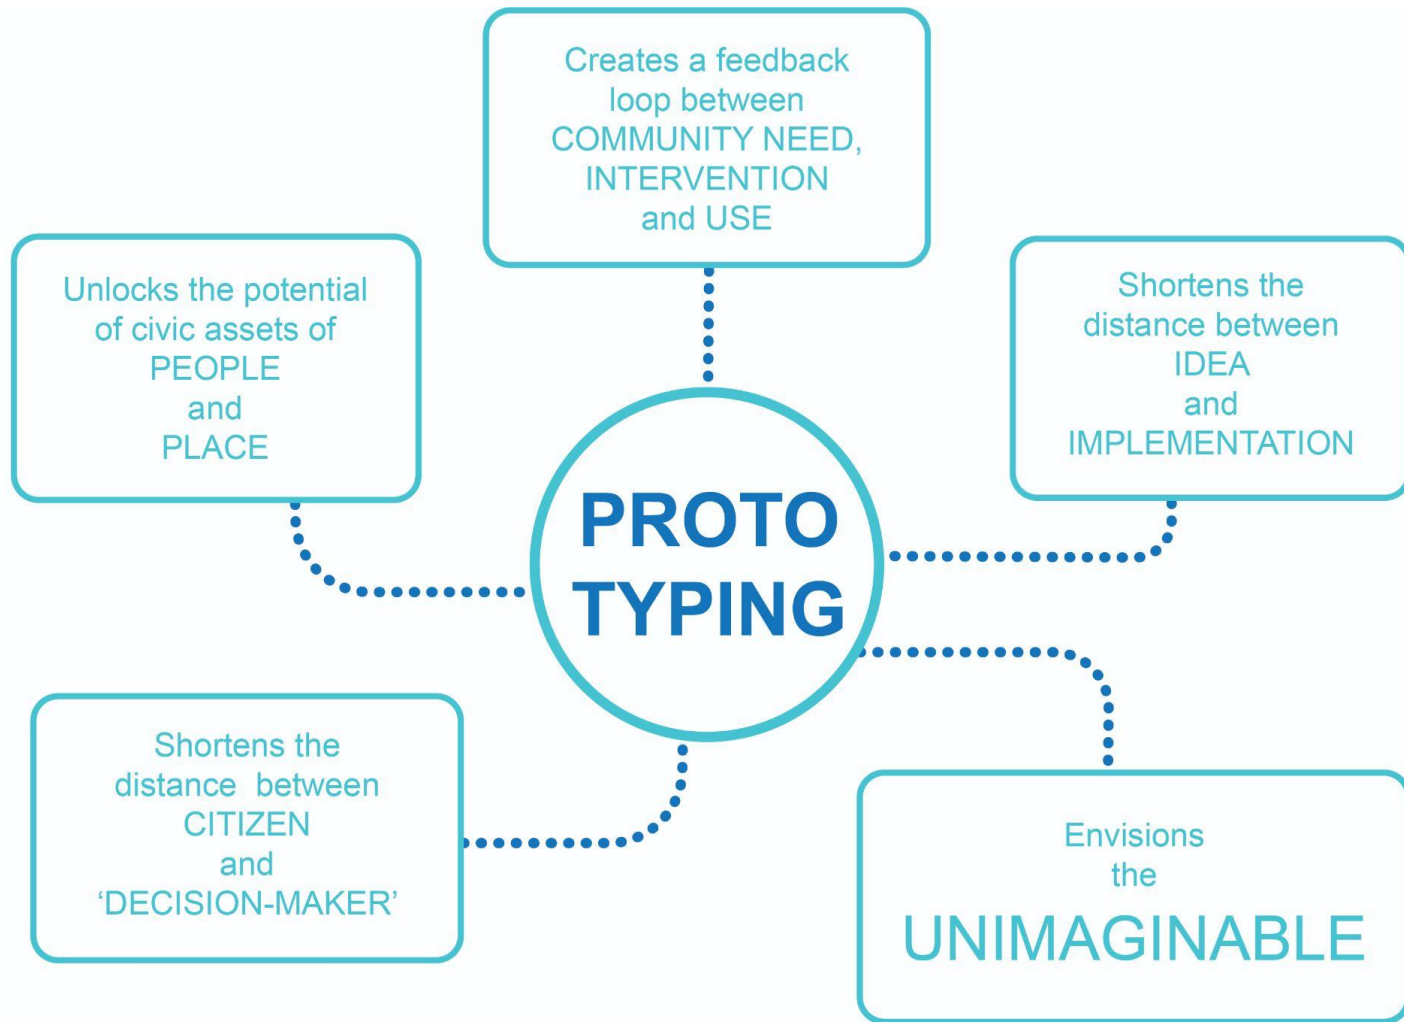 Creates a feedback
loop between
COMMUNITY NEED,
INTERVENTION
and USE
Unlocks the potential
of civic assets of
PEOPLE
and
PLACE
Shortens the
distance between
IDEA
and
IMPLEMENTATION
PROTO
TYPING
Shortens the
distance between
CITIZEN
and
‘DECISION-MAKER’
Envisions
the
UNIMAGINABLE